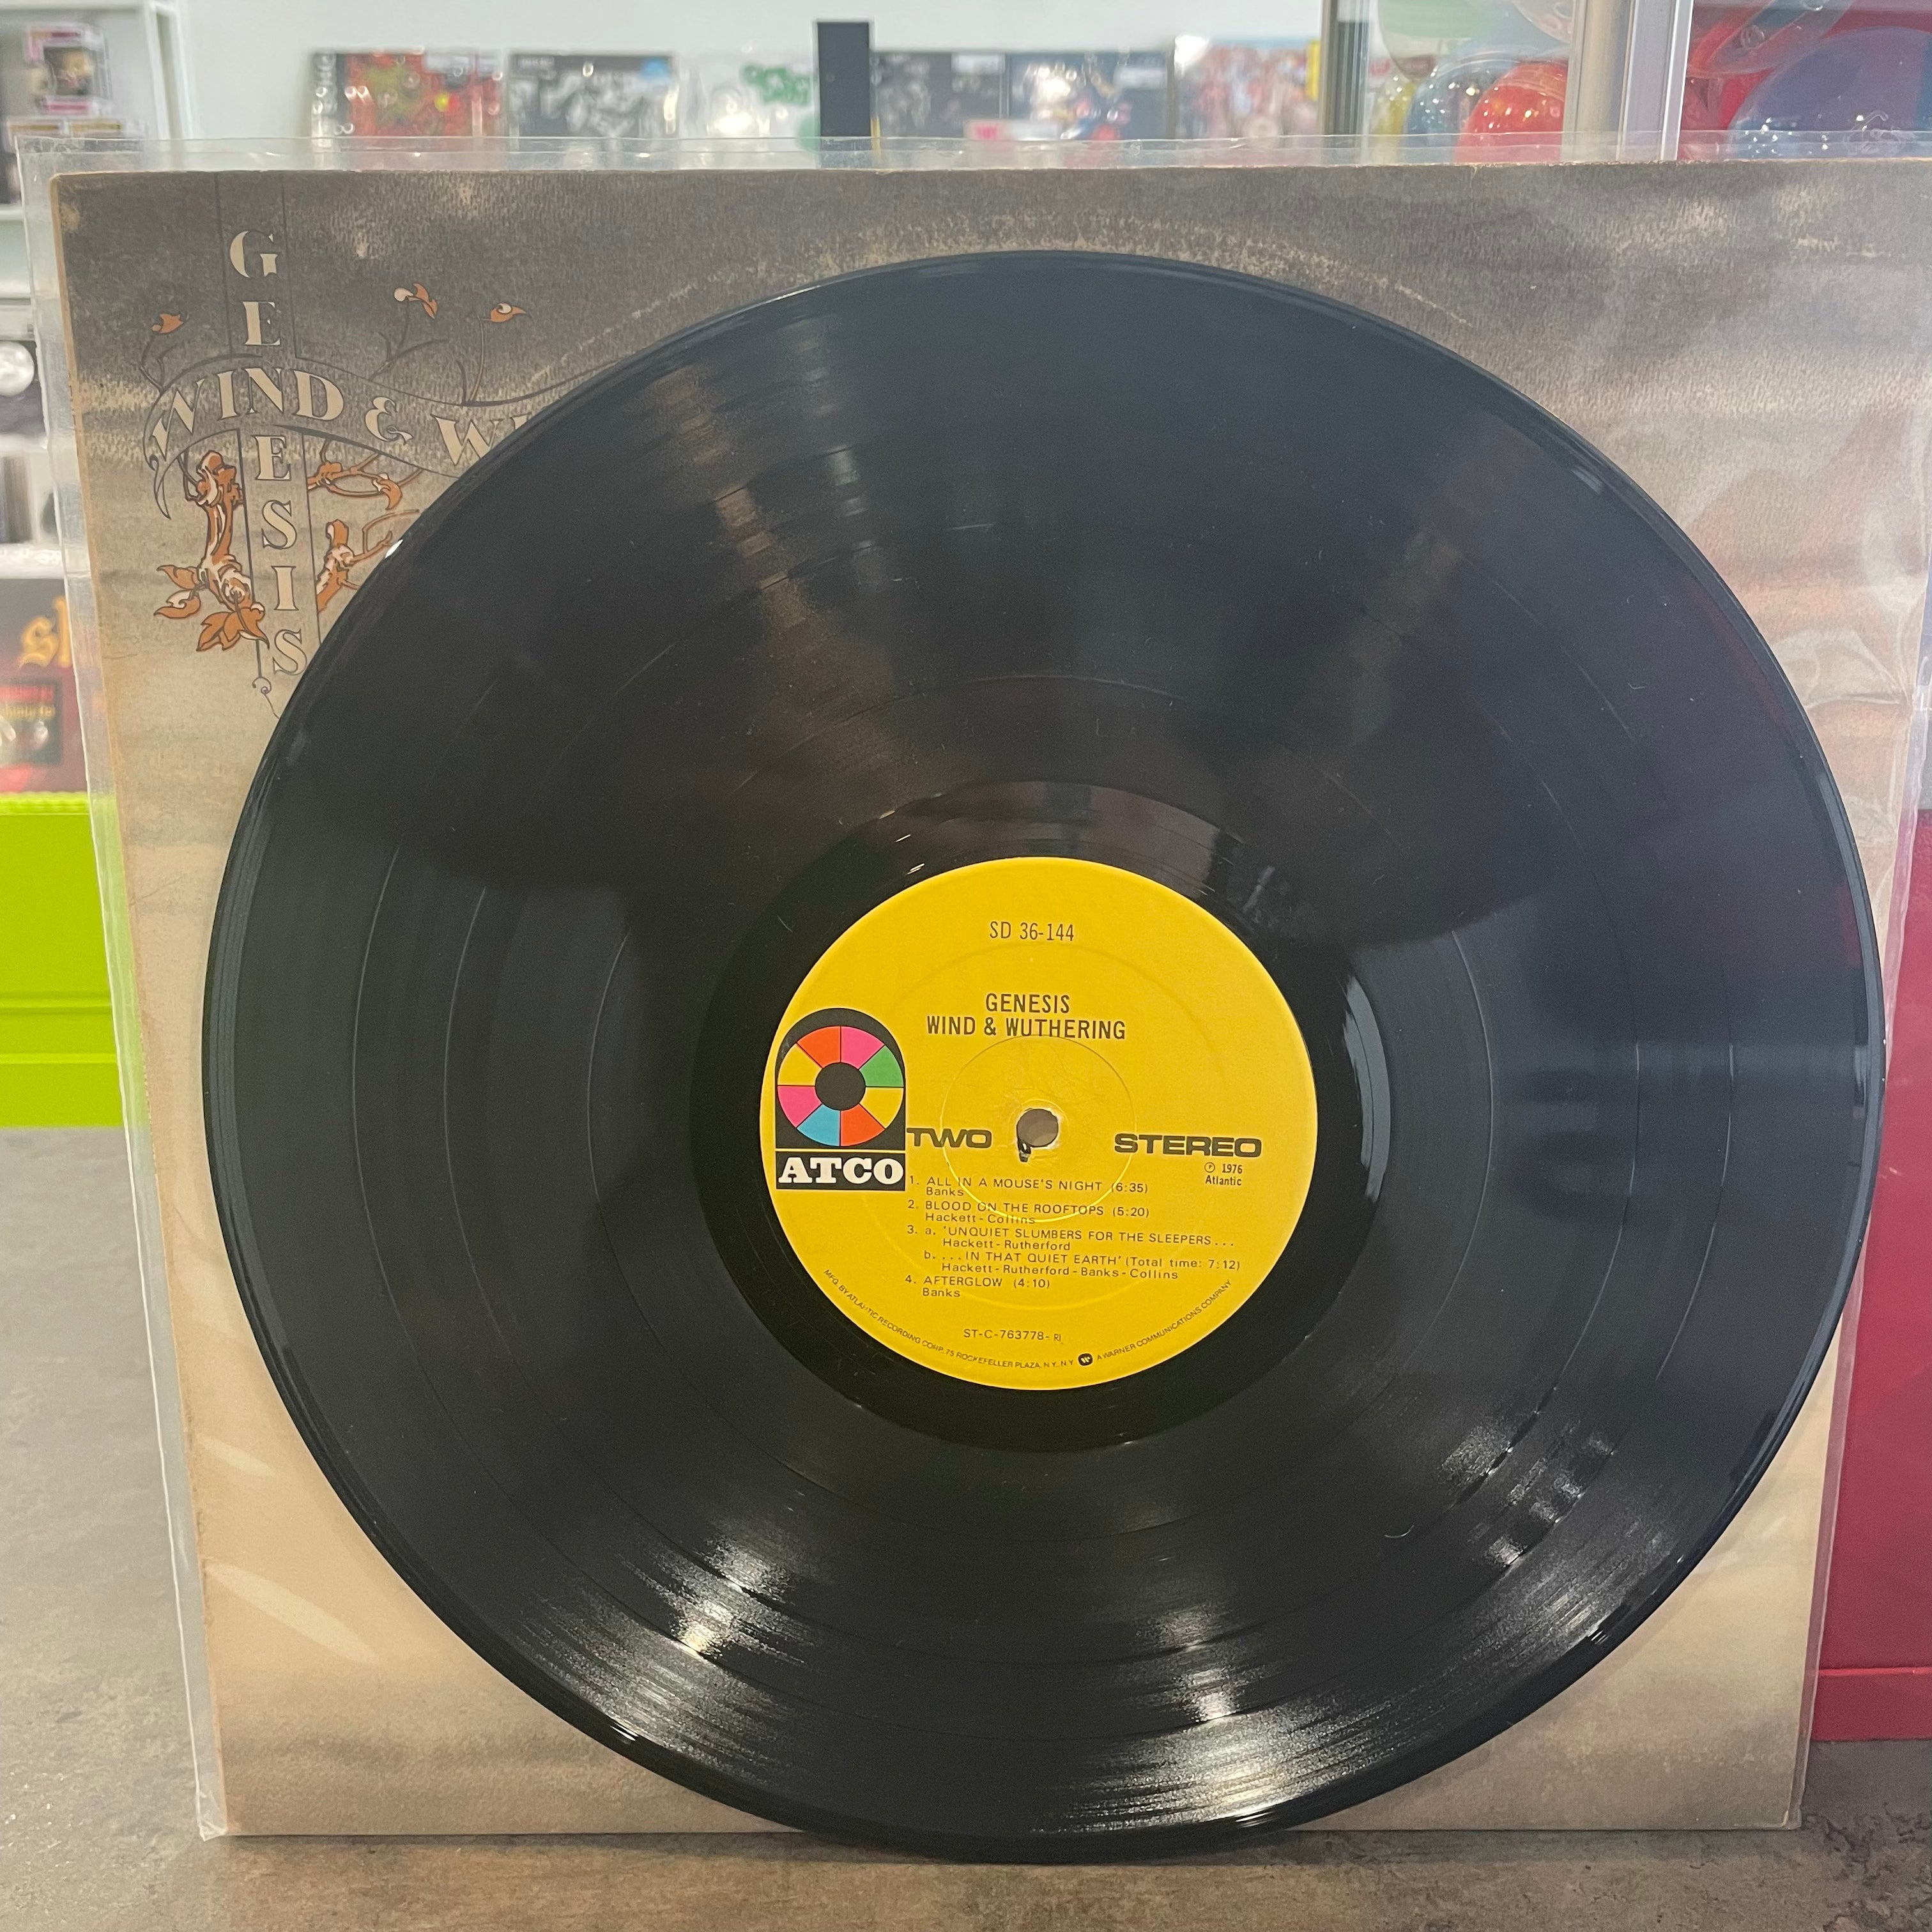 GENESIS
WIND & W
SD 36-144
GENESIS
WIND & WUTHERING
ATCO
TWO
STEREO
℗ 1976
Atlantic
1. ALL IN A MOUSE'S NIGHT (6:35)
Banks
2. BLOOD ON THE ROOFTOPS (5:20)
Hackett-Collins
3. a. 'UNQUIET SLUMBERS FOR THE SLEEPERS...
Hackett-Rutherford
b. ...IN THAT QUIET EARTH' (Total time: 7:12)
Hackett-Rutherford-Banks-Collins
4. AFTERGLOW (4:10)
Banks
ST-C-763778-RI
MFG. BY ATLANTIC RECORDING CORP. 75 ROCKEFELLER PLAZA, N.Y., N.Y. A WARNER COMMUNICATIONS COMPANY